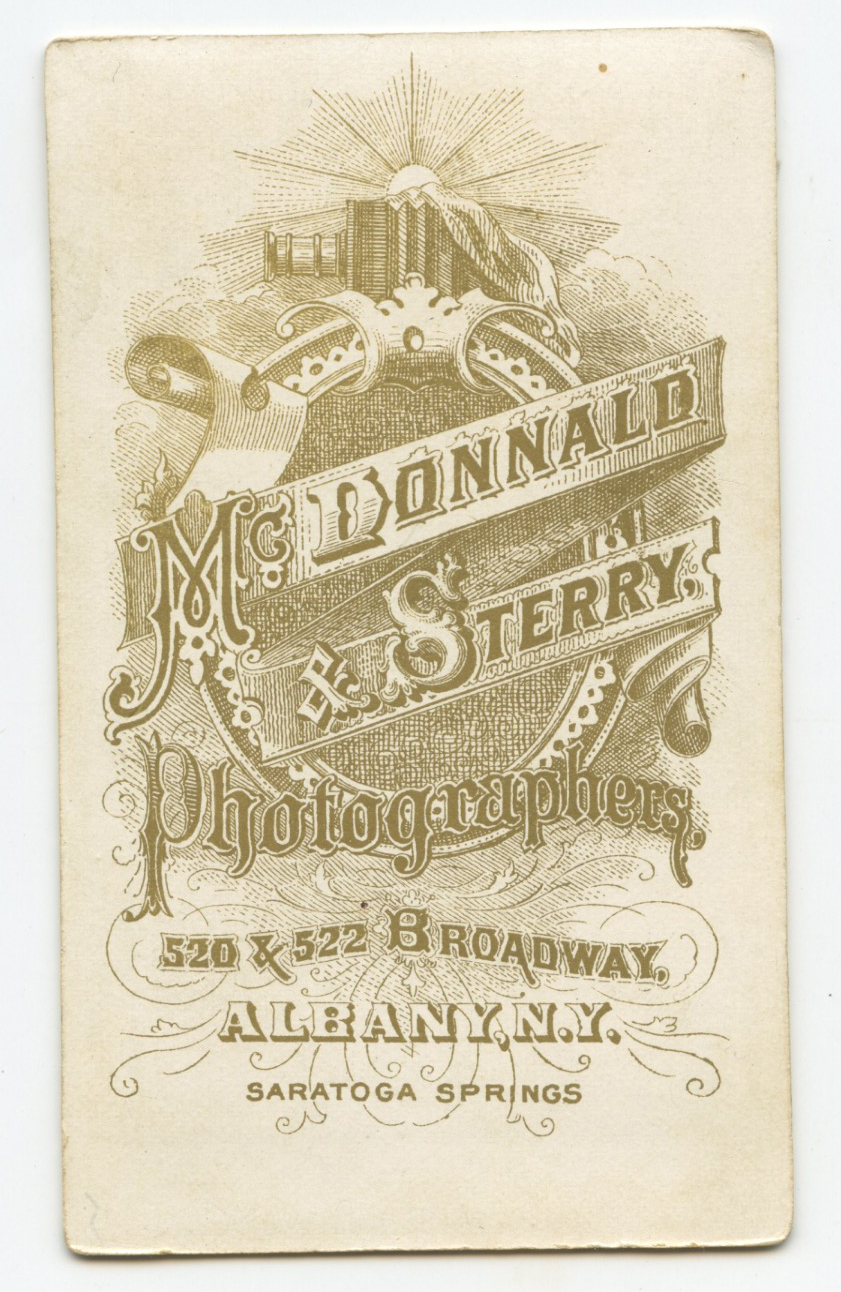 McDONNALD
& STERRY,
Photographers,
520 & 522 BROADWAY,
ALBANY, N.Y.
SARATOGA SPRINGS